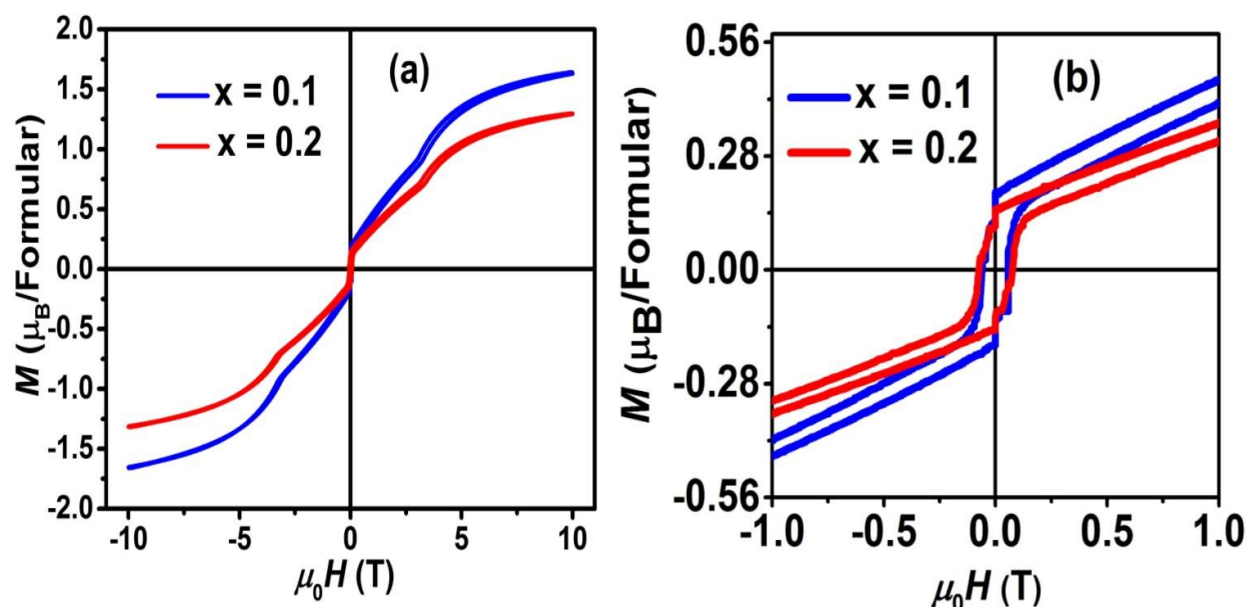 (a)
x = 0.1
x = 0.2
2.0
1.5
1.0
0.5
0.0
-0.5
-1.0
-1.5
-2.0
M (μB/Formular)
-10
-5
0
5
10
μ0H (T)
(b)
x = 0.1
x = 0.2
0.56
0.28
0.00
-0.28
-0.56
M (μB/Formular)
-1.0
-0.5
0.0
0.5
1.0
μ0H (T)